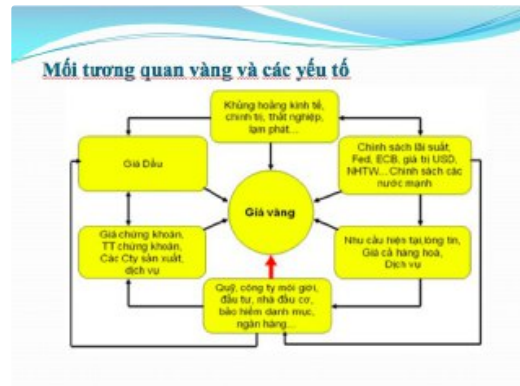 Mối tương quan vàng và các yếu tố
Khủng hoảng kinh tế,
chính trị, thất nghiệp,
lạm phát...
Giá Dầu
Chính sách lãi suất,
Fed, ECB, giá trị USD,
NHTW... Chính sách các
nước mạnh
Giá vàng
Giá chứng khoán,
TT chứng khoán,
Các Cty sản xuất,
dịch vụ
Nhu cầu hiện tại,lòng tin,
Giá cả hàng hoá,
Dịch vụ
Quỹ, công ty môi giới,
đầu tư, nhà đầu cơ,
bảo hiểm danh mục,
ngân hàng...